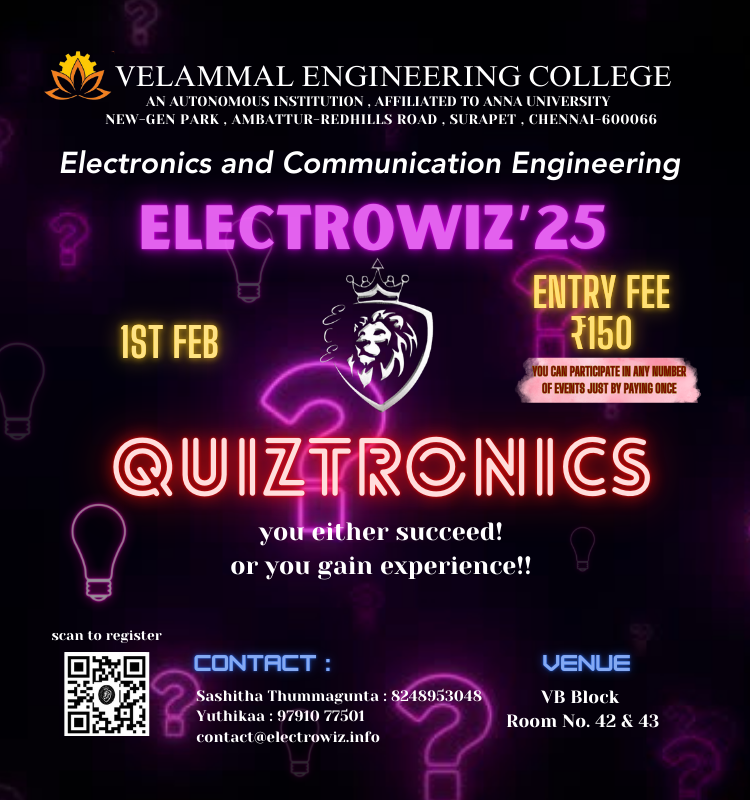 VELAMMAL ENGINEERING COLLEGE
AN AUTONOMOUS INSTITUTION , AFFILIATED TO ANNA UNIVERSITY
NEW-GEN PARK , AMBATTUR-REDHILLS ROAD , SURAPET , CHENNAI-600066
Electronics and Communication Engineering
ELECTROWIZ'25
1ST FEB
ECE
ENTRY FEE
₹150
YOU CAN PARTICIPATE IN ANY NUMBER
OF EVENTS JUST BY PAYING ONCE
QUIZTRONICS
you either succeed!
or you gain experience!!
scan to register
CONTACT :
Sashitha Thummagunta : 8248953048
Yuthikaa : 97910 77501
contact@electrowiz.info
VENUE
VB Block
Room No. 42 & 43